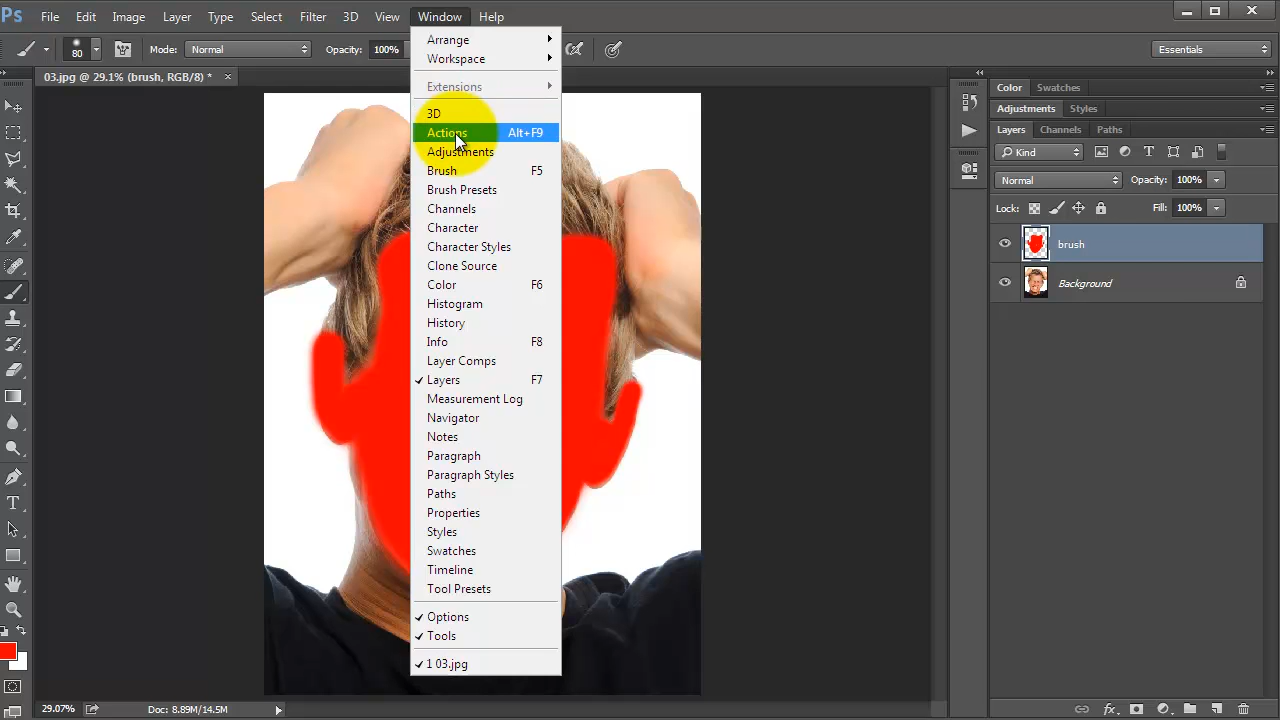 Ps File Edit Image Layer Type Select Filter 3D View Window Help
80 Mode: Normal Opacity: 100% Essentials
03.jpg @ 29.1% (brush, RGB/8) * ×
Arrange
Workspace
Extensions
3D
Actions Alt+F9
Adjustments
Brush F5
Brush Presets
Channels
Character
Character Styles
Clone Source
Color F6
Histogram
History
Info F8
Layer Comps
Layers F7
Measurement Log
Navigator
Notes
Paragraph
Paragraph Styles
Paths
Properties
Styles
Swatches
Timeline
Tool Presets
Options
Tools
1 03.jpg
Color Swatches
Adjustments Styles
Layers Channels Paths
Kind
Normal Opacity: 100%
Lock: Fill: 100%
brush
Background
29.07% Doc: 8.89M/14.5M